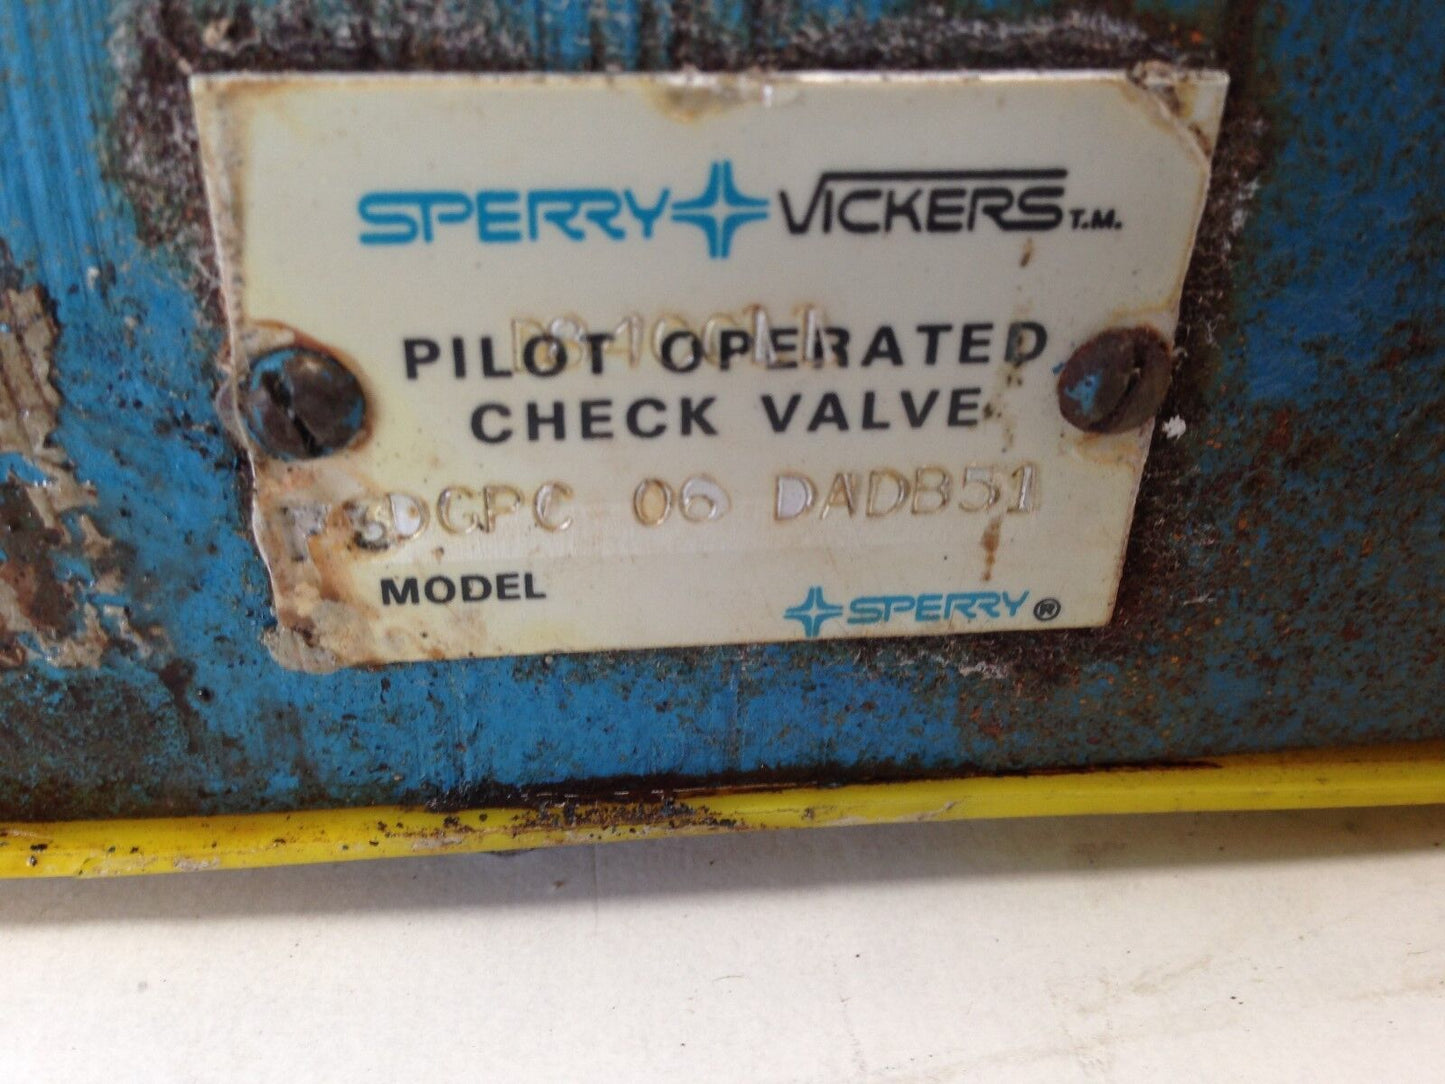 SPERRY VICKERS T.M.
PILOT OPERATED
CHECK VALVE
DGPC 06 DADB51
MODEL
SPERRY ®